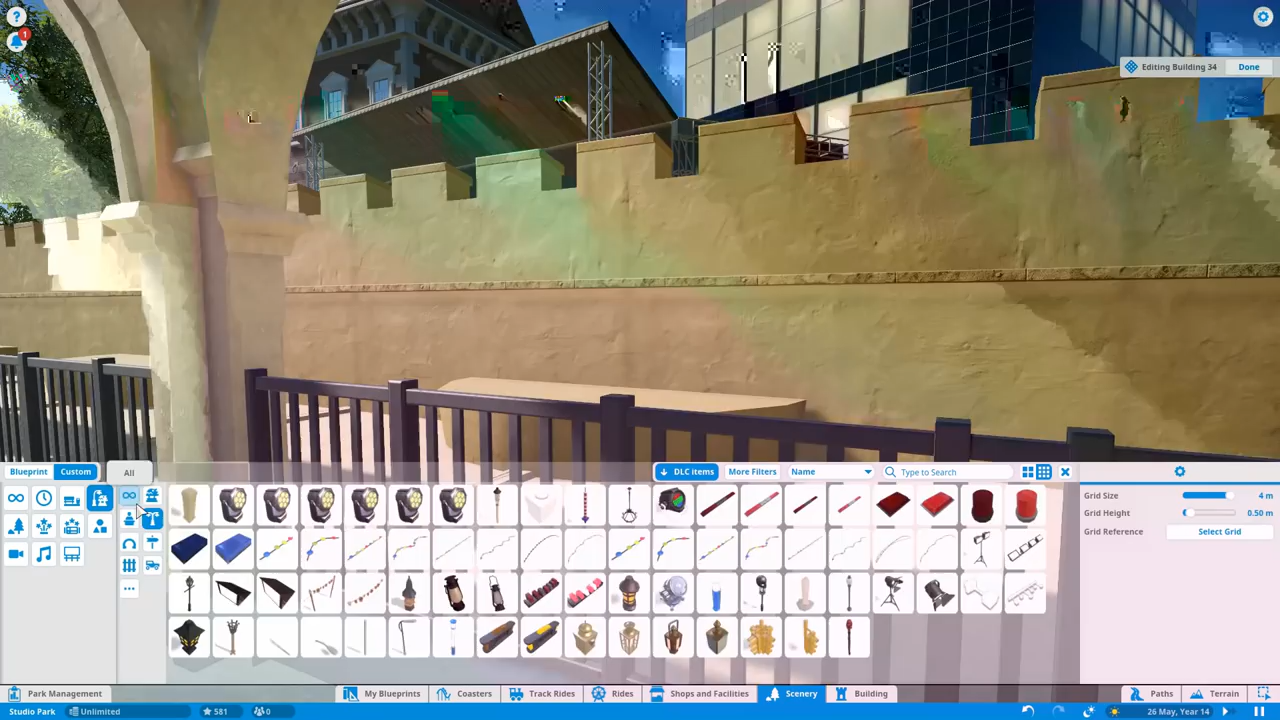 ?
1
Editing Building 34 Done
Blueprint Custom All DLC items More Filters Name Type to Search
Grid Size 4 m
Grid Height 0.50 m
Grid Reference Select Grid
Park Management My Blueprints Coasters Track Rides Rides Shops and Facilities Scenery Building Paths Terrain
Studio Park Unlimited 581 0 26 May, Year 14